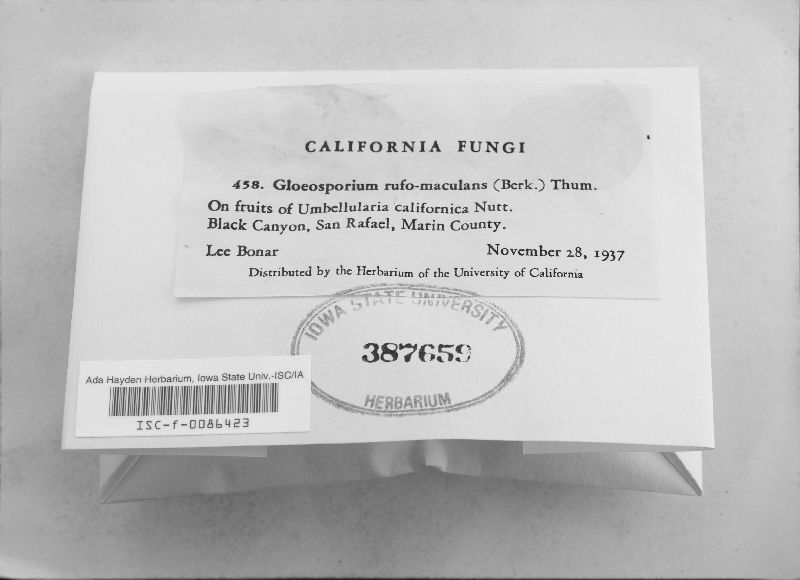 CALIFORNIA FUNGI
458. Gloeosporium rufo-maculans (Berk.) Thum.
On fruits of Umbellularia californica Nutt.
Black Canyon, San Rafael, Marin County.
Lee Bonar November 28, 1937
Distributed by the Herbarium of the University of California
IOWA STATE UNIVERSITY
387659
HERBARIUM
Ada Hayden Herbarium, Iowa State Univ.-ISC/IA
ISC-f-0086423